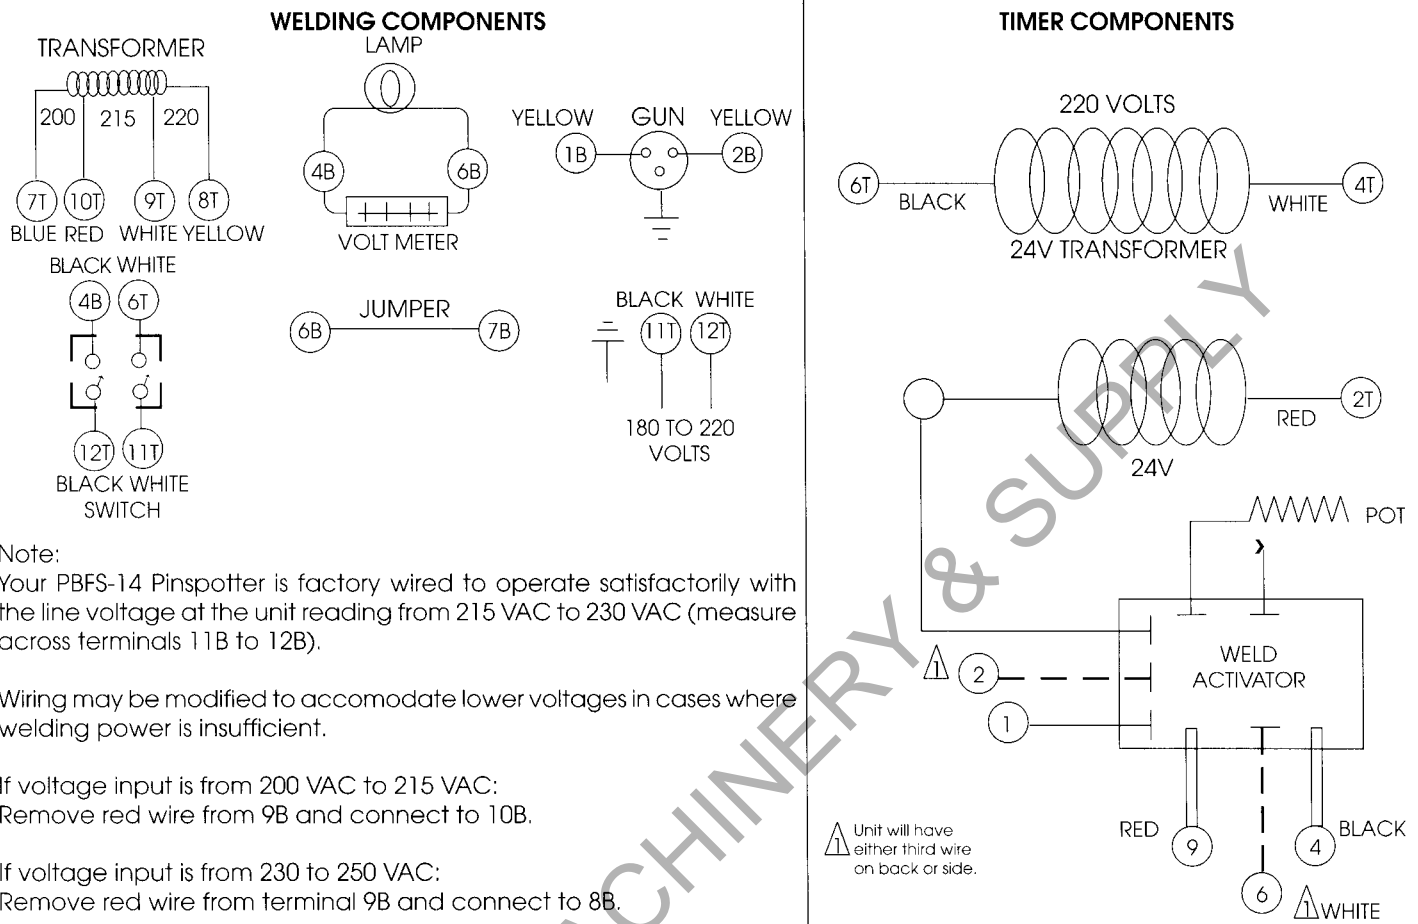 WELDING COMPONENTS
TRANSFORMER
200 215 220
7T 10T 9T 8T
BLUE RED WHITE YELLOW
LAMP
4B 6B
VOLT METER
YELLOW GUN YELLOW
1B 2B
BLACK WHITE
4B 6T
12T 11T
BLACK WHITE
SWITCH
JUMPER
6B 7B
BLACK WHITE
11T 12T
180 TO 220
VOLTS
Note:
Your PBFS-14 Pinspotter is factory wired to operate satisfactorily with
the line voltage at the unit reading from 215 VAC to 230 VAC (measure
across terminals 11B to 12B).
Wiring may be modified to accomodate lower voltages in cases where
welding power is insufficient.
If voltage input is from 200 VAC to 215 VAC:
Remove red wire from 9B and connect to 10B.
If voltage input is from 230 to 250 VAC:
Remove red wire from terminal 9B and connect to 8B.
TIMER COMPONENTS
220 VOLTS
6T 4T
BLACK WHITE
24V TRANSFORMER
2T
RED
24V
POT
WELD
ACTIVATOR
1 2
1
RED 9
4 BLACK
6 1 WHITE
1 Unit will have
either third wire
on back or side.
ACHINERY & SUPPLY